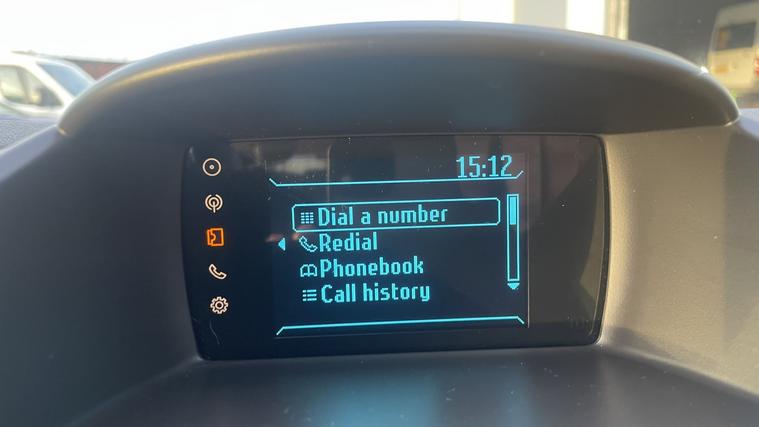 15:12
Dial a number
Redial
Phonebook
Call history